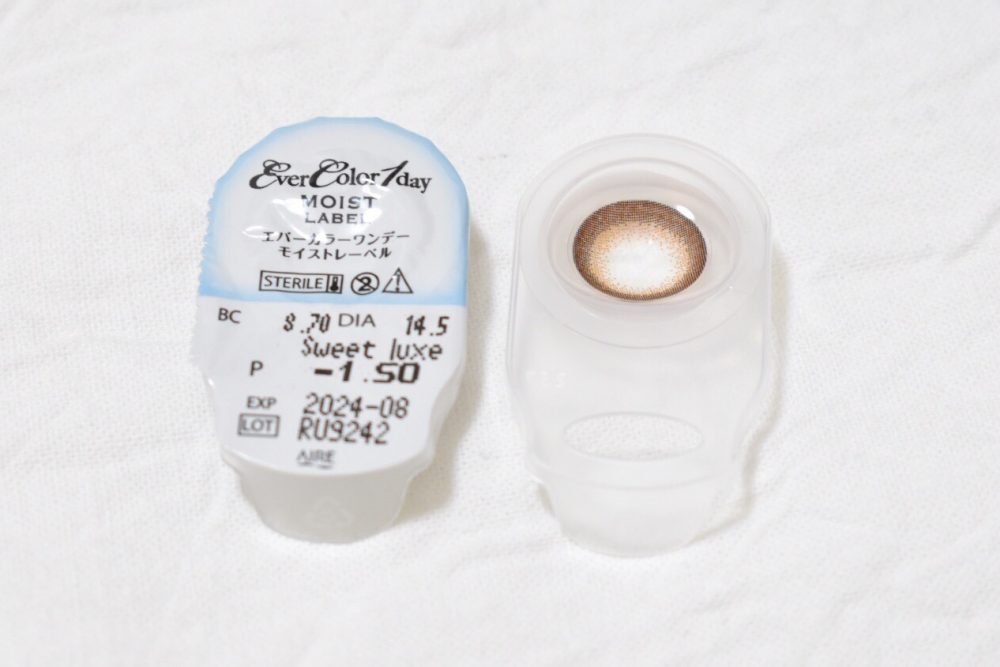 EverColor1day
MOIST
LABEL
エバーカラーワンデー
モイストレーベル
STERILE 2
BC 8.70 DIA 14.5
Sweet luxe
P -1.50
EXP 2024-08
LOT RU9242
AIRE